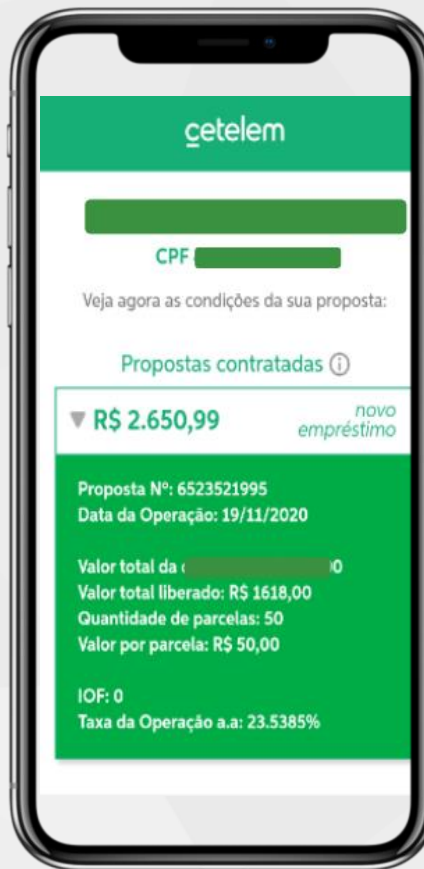 cetelem
CPF
Veja agora as condições da sua proposta:
Propostas contratadas
R$ 2.650,99
novo
empréstimo
Proposta Nº: 6523521995
Data da Operação: 19/11/2020
Valor total da
Valor total liberado: R$ 1618,00
Quantidade de parcelas: 50
Valor por parcela: R$ 50,00
IOF: 0
Taxa da Operação a.a: 23.5385%